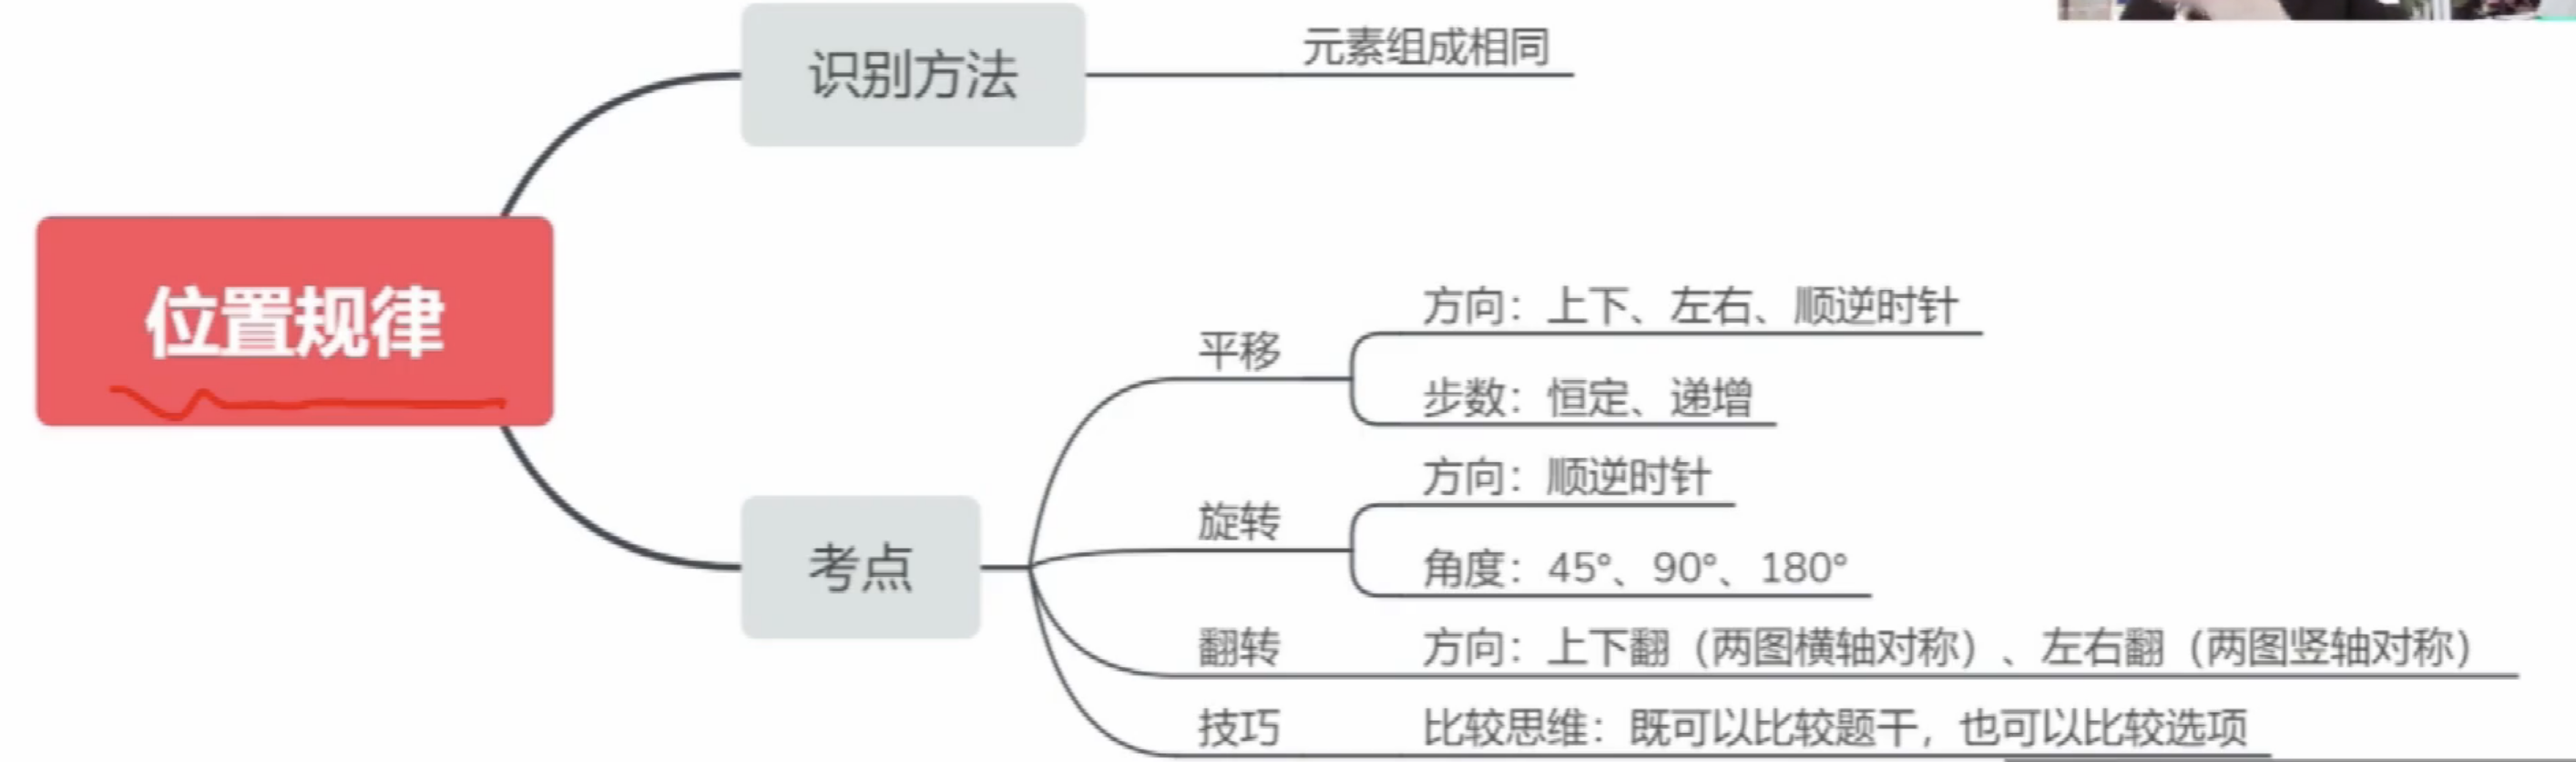 识别方法
元素组成相同
位置规律
考点
平移
方向：上下、左右、顺逆时针
步数：恒定、递增
旋转
方向：顺逆时针
角度：45°、90°、180°
翻转
方向：上下翻（两图横轴对称）、左右翻（两图竖轴对称）
技巧
比较思维：既可以比较题干，也可以比较选项